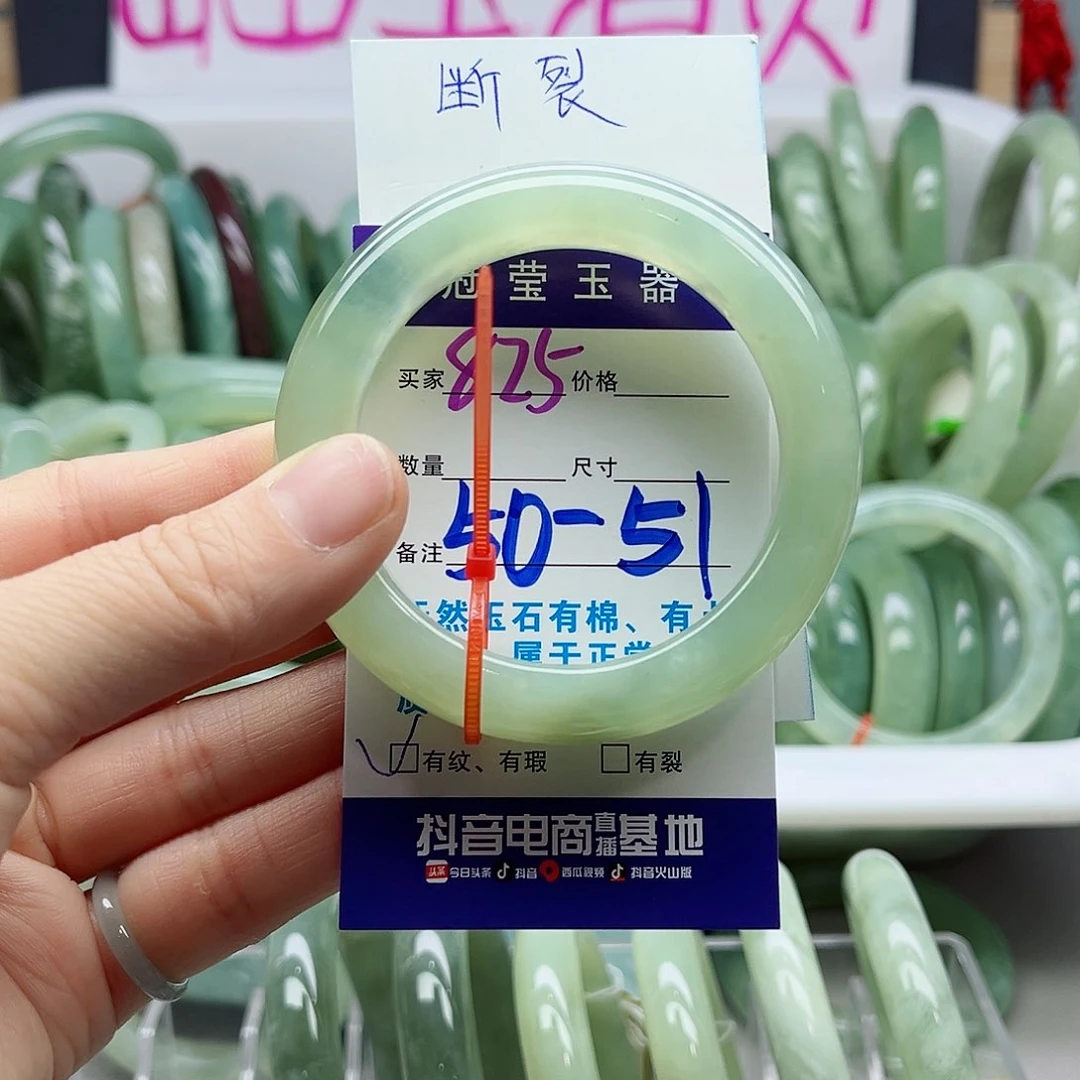 断裂
冠莹玉器
买家 825 价格
数量 尺寸
备注 50-51
然玉石有棉、有
属于正常
有纹、有瑕 有裂
抖音电商直播基地
头条 今日头条 抖音 西瓜视频 抖音火山版